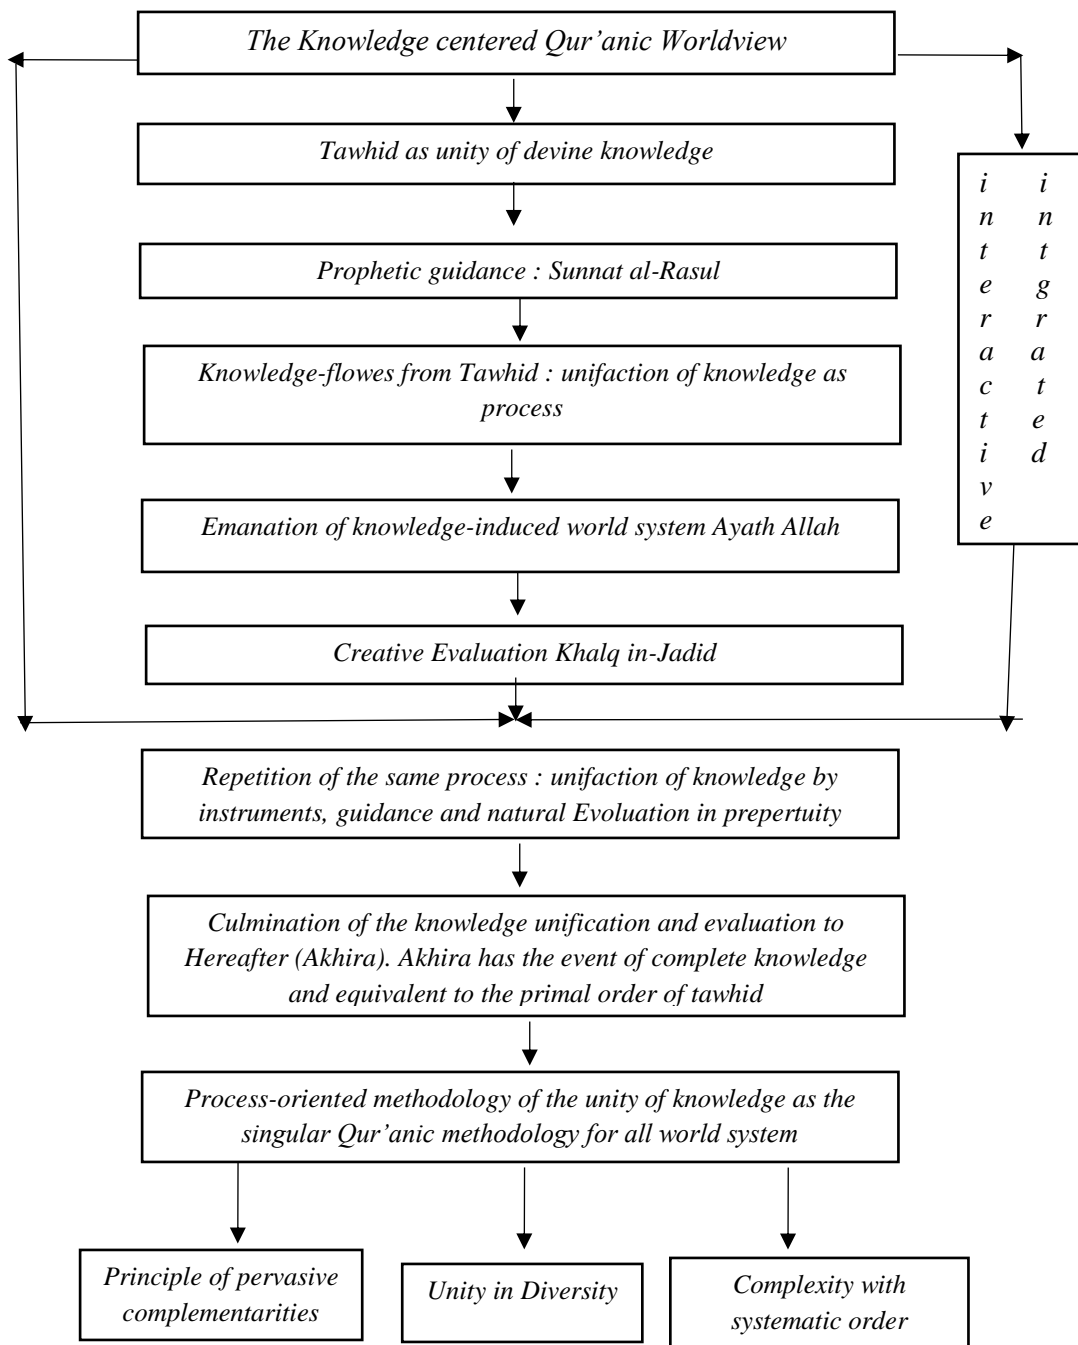 The Knowledge centered Qur’anic Worldview
Tawhid as unity of devine knowledge
Prophetic guidance : Sunnat al-Rasul
Knowledge-flowes from Tawhid : unifaction of knowledge as
process
Emanation of knowledge-induced world system Ayath Allah
Creative Evaluation Khalq in-Jadid
interactive
intgrated
Repetition of the same process : unifaction of knowledge by
instruments, guidance and natural Evoluation in prepertuity
Culmination of the knowledge unification and evaluation to
Hereafter (Akhira). Akhira has the event of complete knowledge
and equivalent to the primal order of tawhid
Process-oriented methodology of the unity of knowledge as the
singular Qur’anic methodology for all world system
Principle of pervasive
complementarities
Unity in Diversity
Complexity with
systematic order